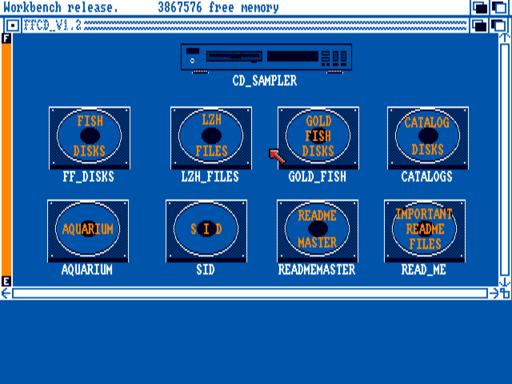 Workbench release. 3867576 free memory
FFCD_V1.2
F
CD_SAMPLER
FISH
DISKS
FF_DISKS
LZH
FILES
LZH_FILES
GOLD
FISH
DISKS
GOLD_FISH
CATALOG
DISKS
CATALOGS
AQUARIUM
AQUARIUM
S I D
SID
README
MASTER
READMEMASTER
IMPORTANT
README
FILES
READ_ME
E